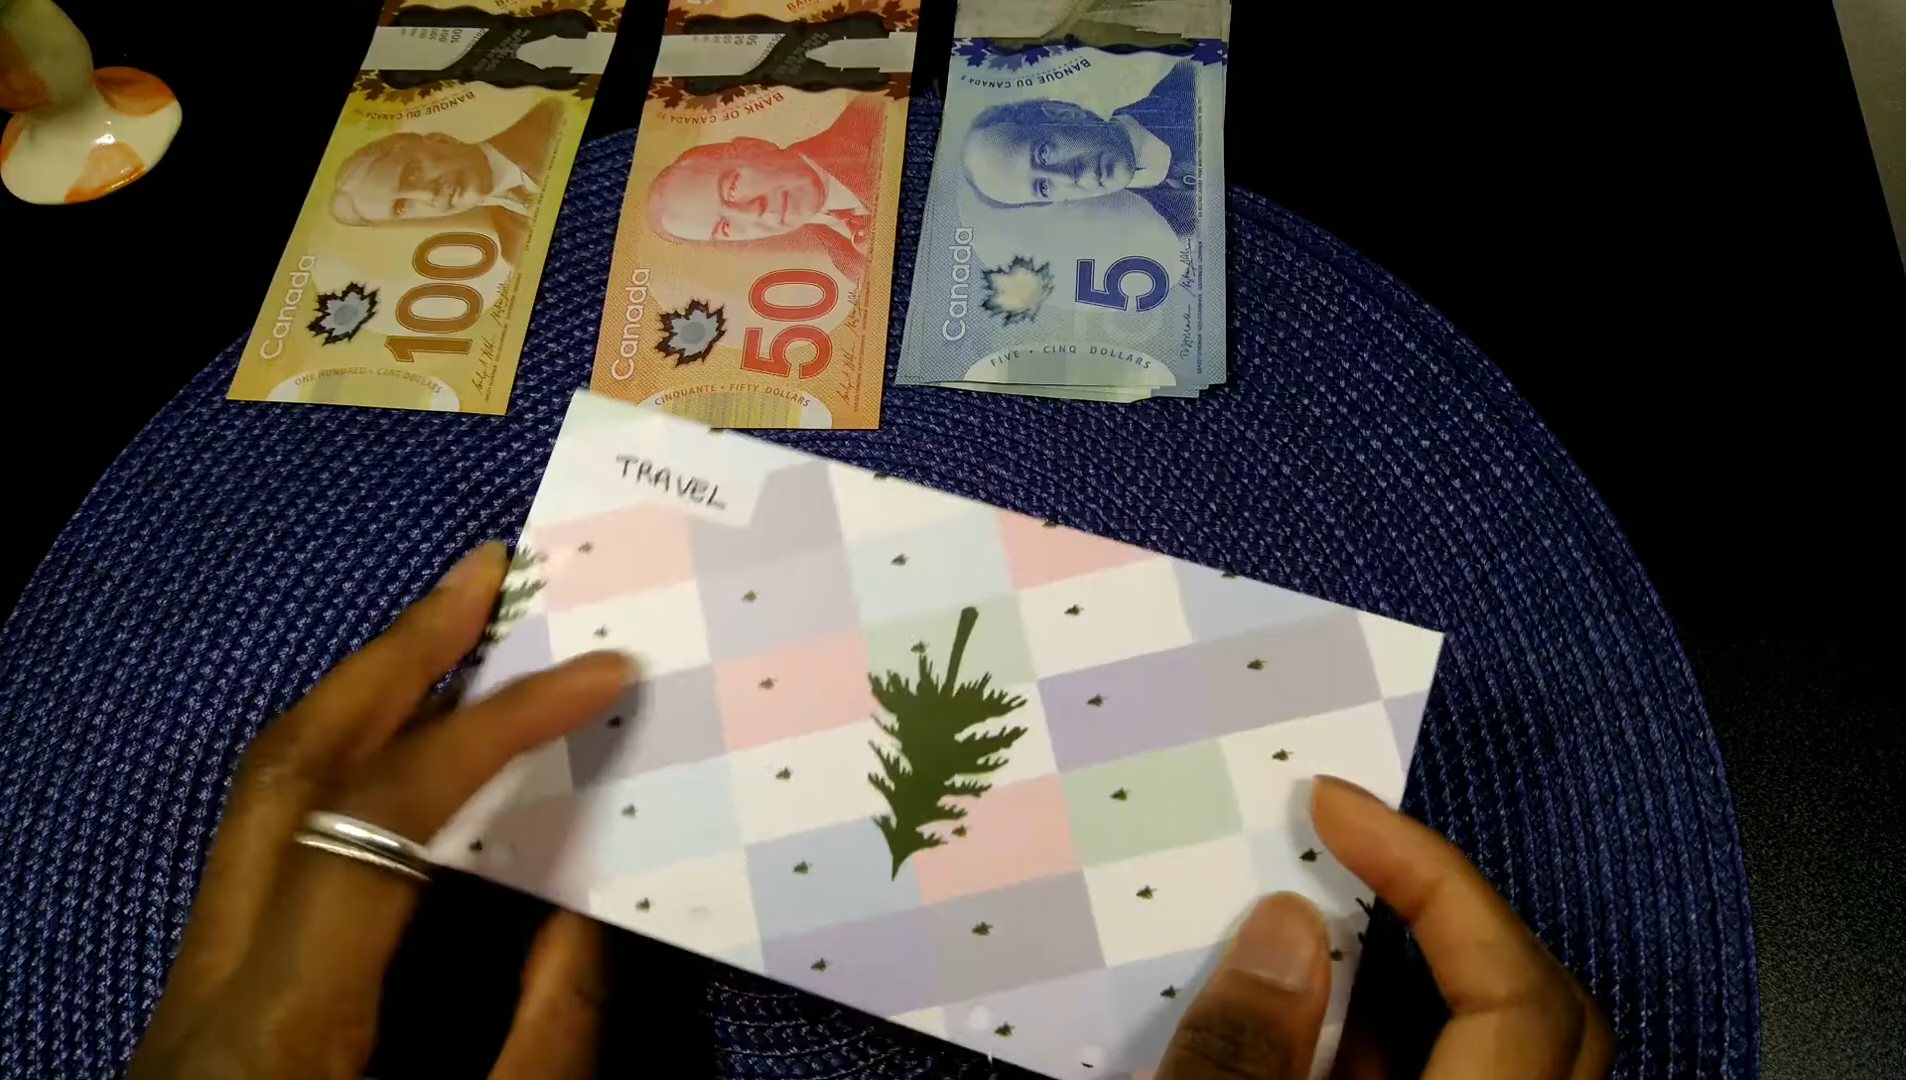 BANQUE DU CANADA
Canada
100
ONE HUNDRED • CENT DOLLARS
BANK OF CANADA
Canada
50
CINQUANTE • FIFTY DOLLARS
BANQUE DU CANADA
Canada
5
FIVE • CINQ DOLLARS
TRAVEL